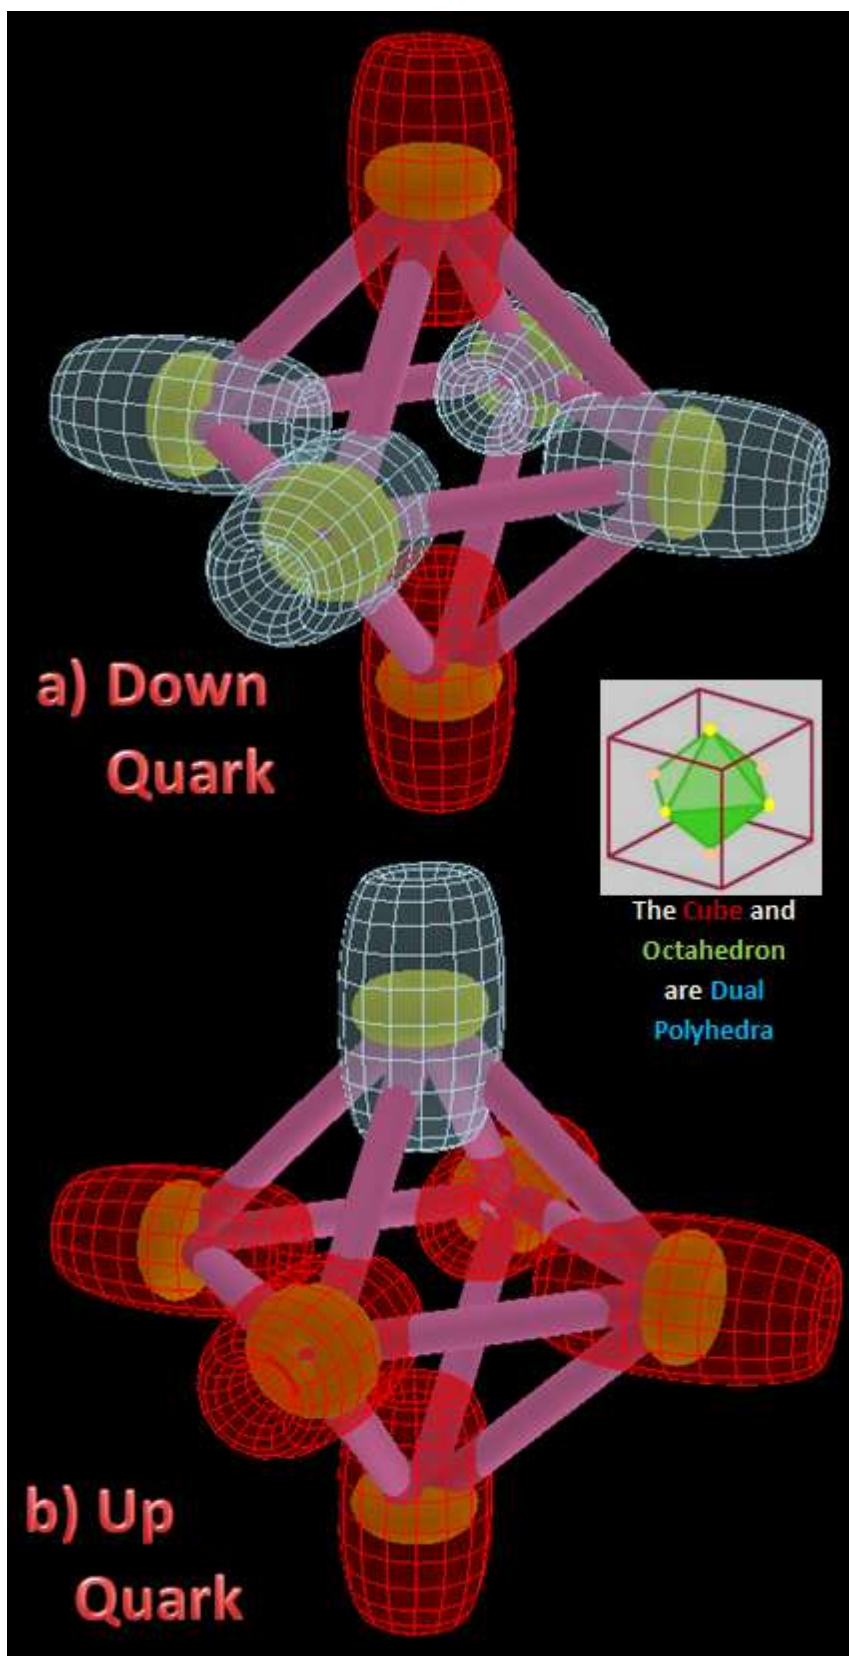 a) Down
Quark
The Cube and
Octahedron
are Dual
Polyhedra
b) Up
Quark